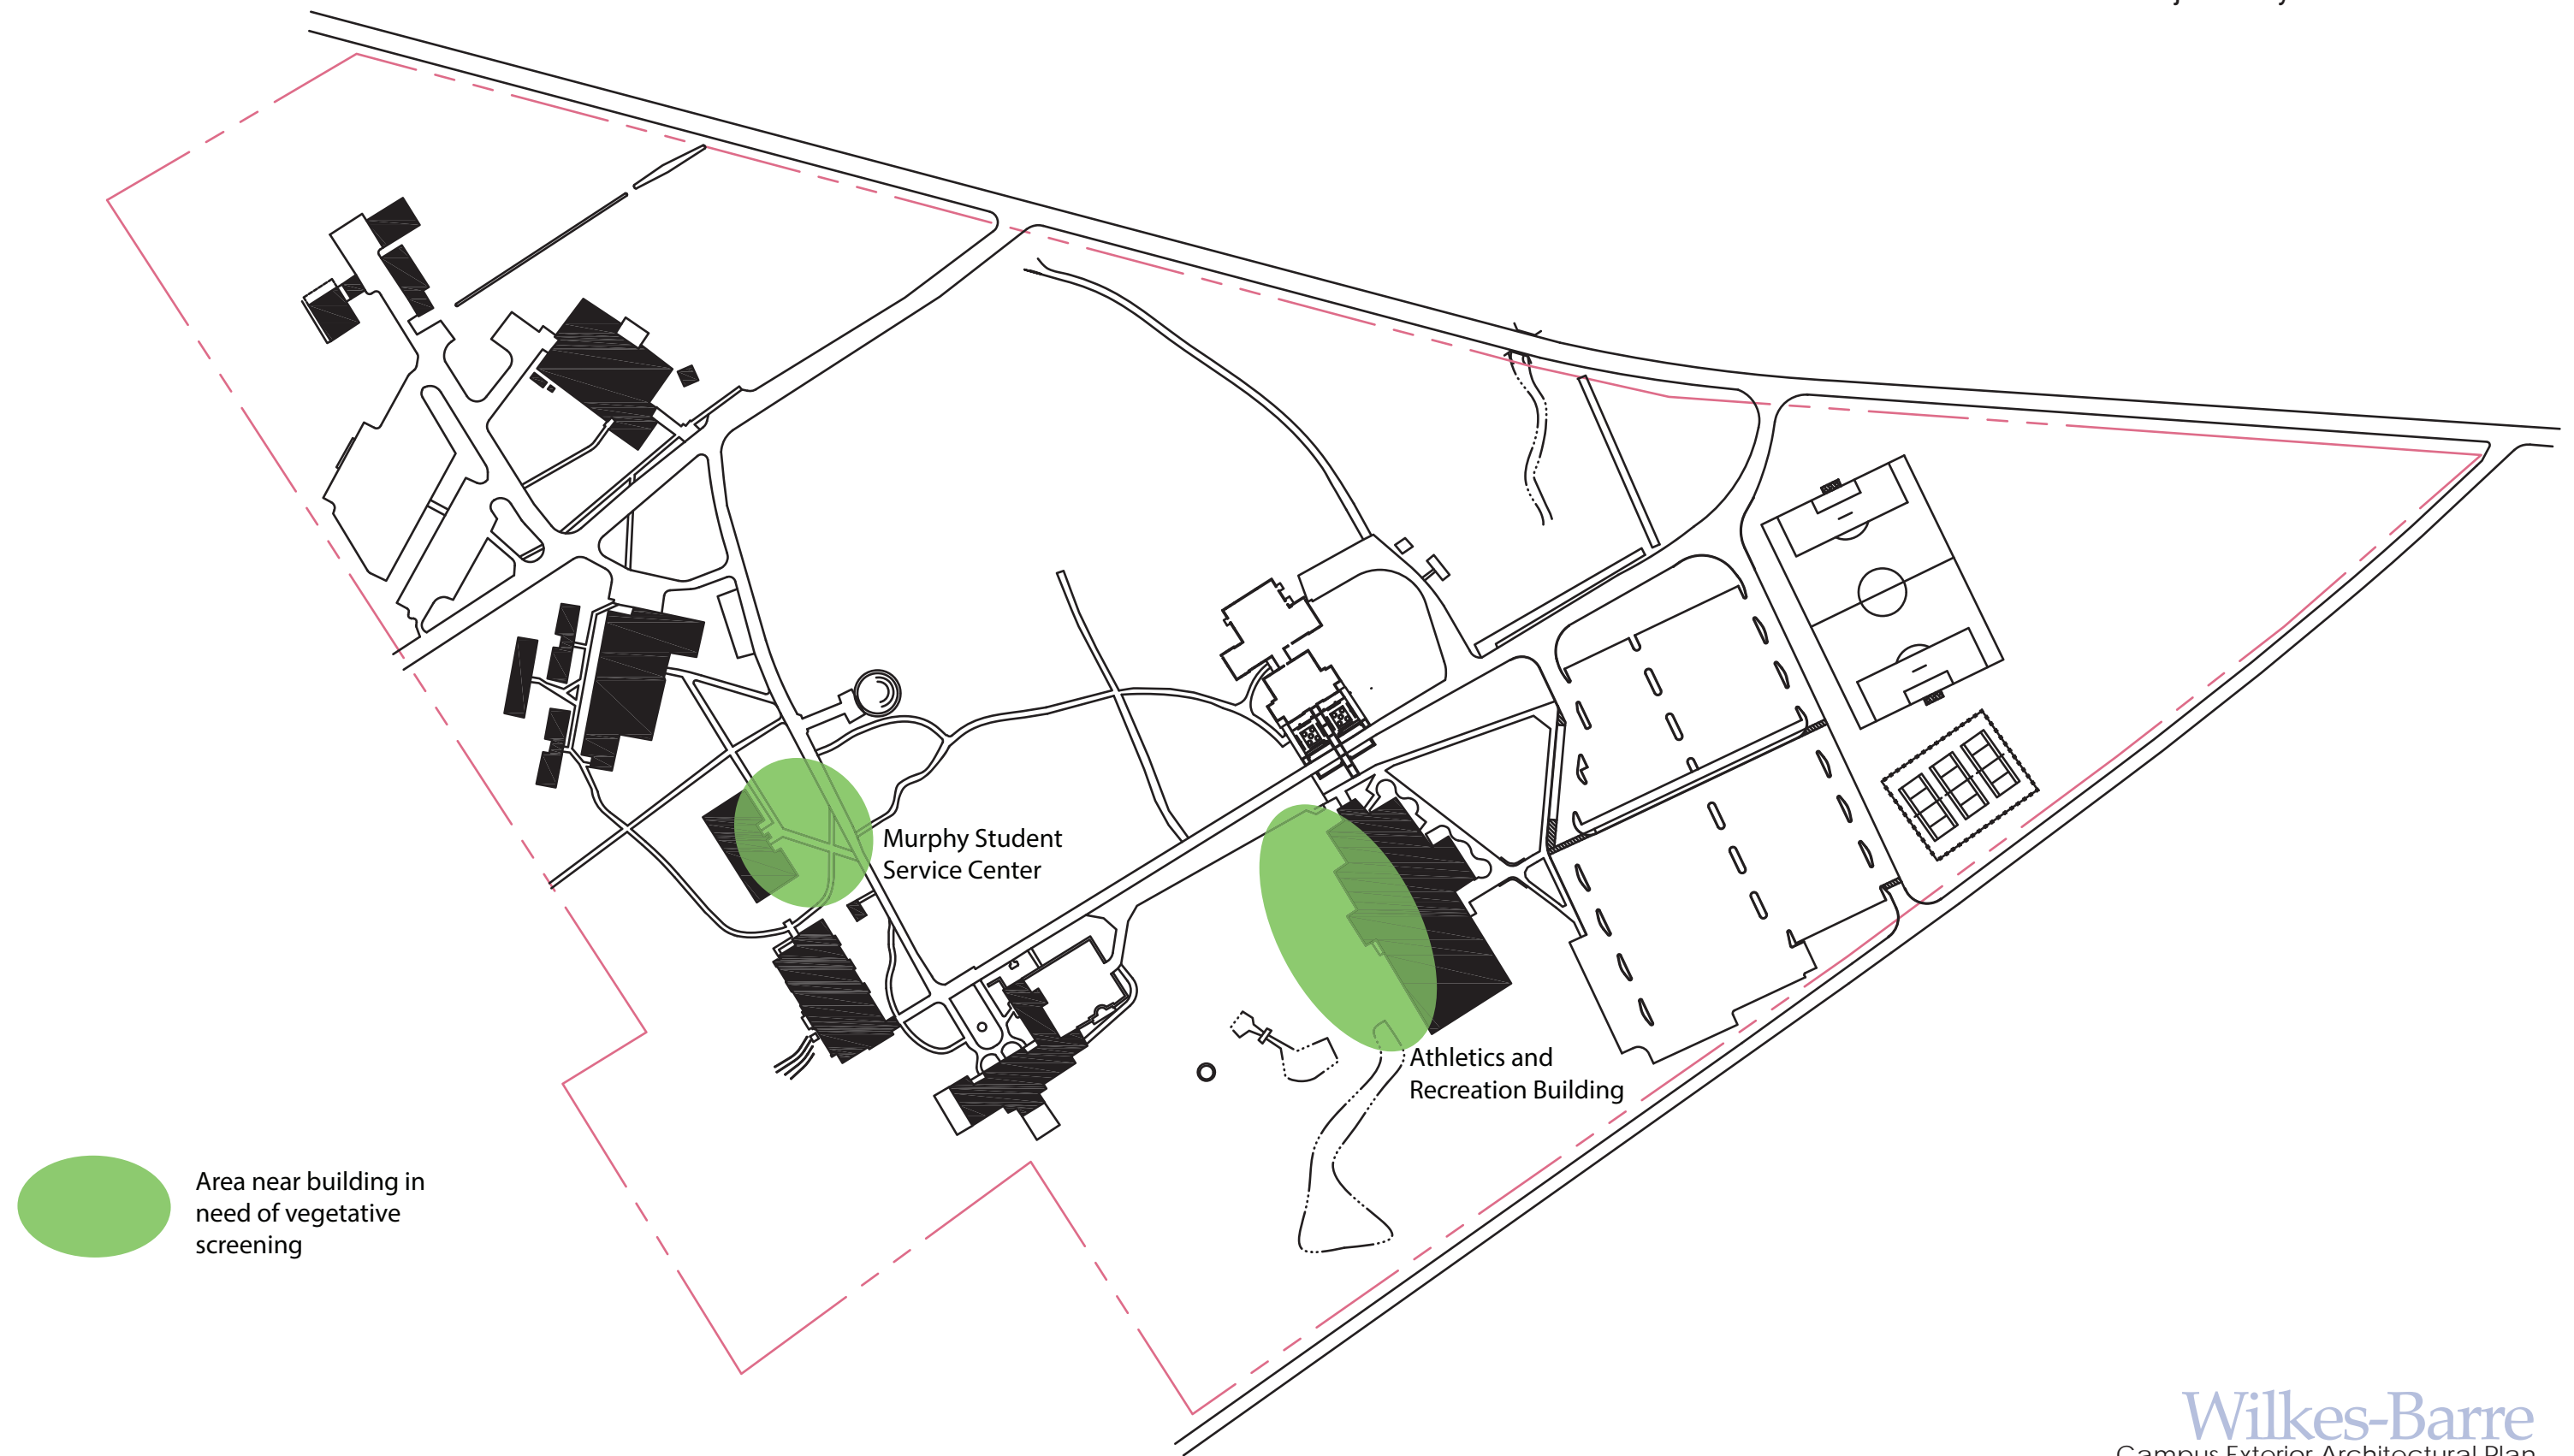 Murphy Student
Service Center
Athletics and
Recreation Building
Area near building in
need of vegetative
screening
Wilkes-Barre
Campus Exterior Architectural Plan